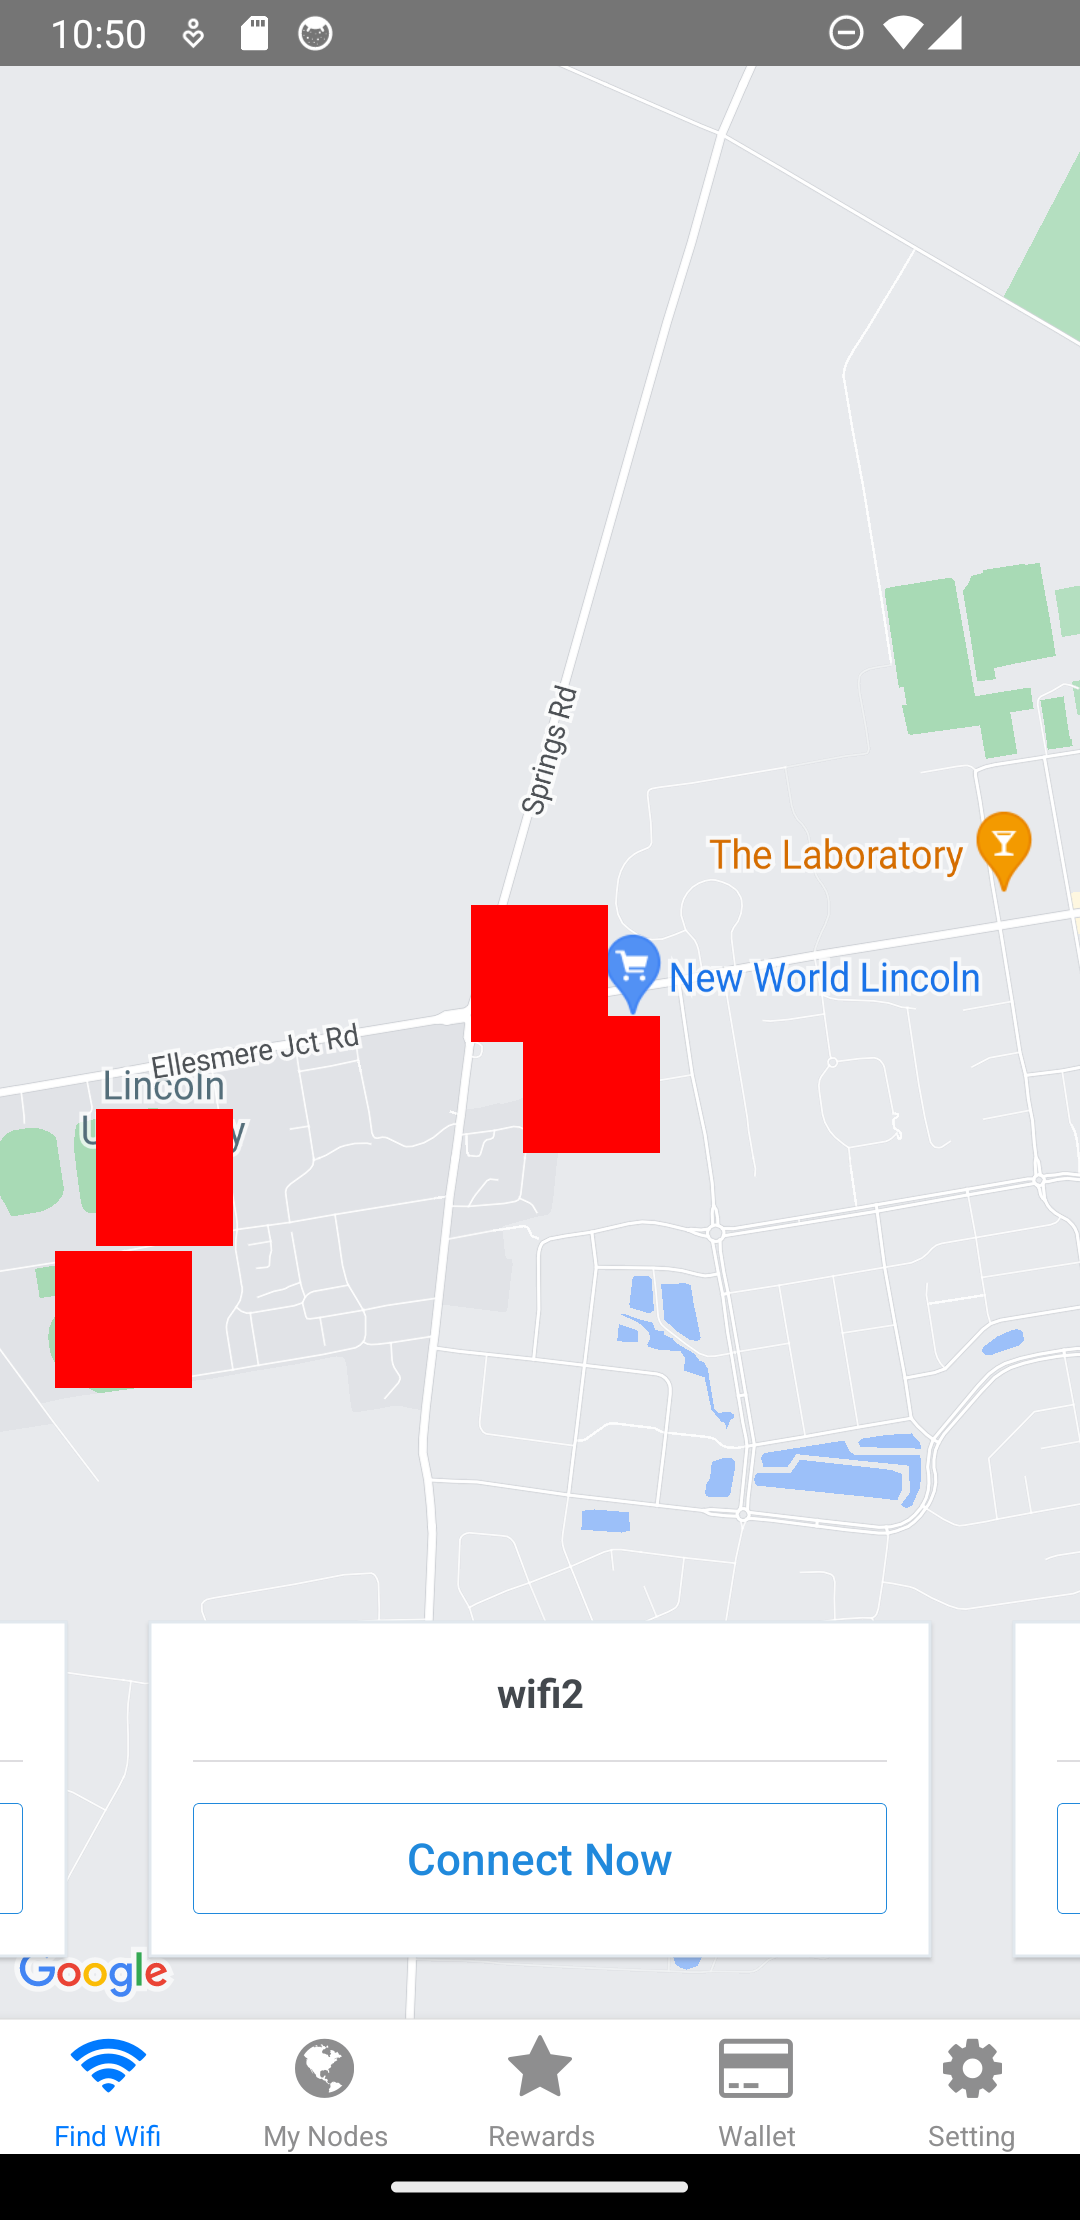 10:50
Springs Rd
The Laboratory
New World Lincoln
Ellesmere Jct Rd
Lincoln
wifi2
Connect Now
Google
Find Wifi
My Nodes
Rewards
Wallet
Setting